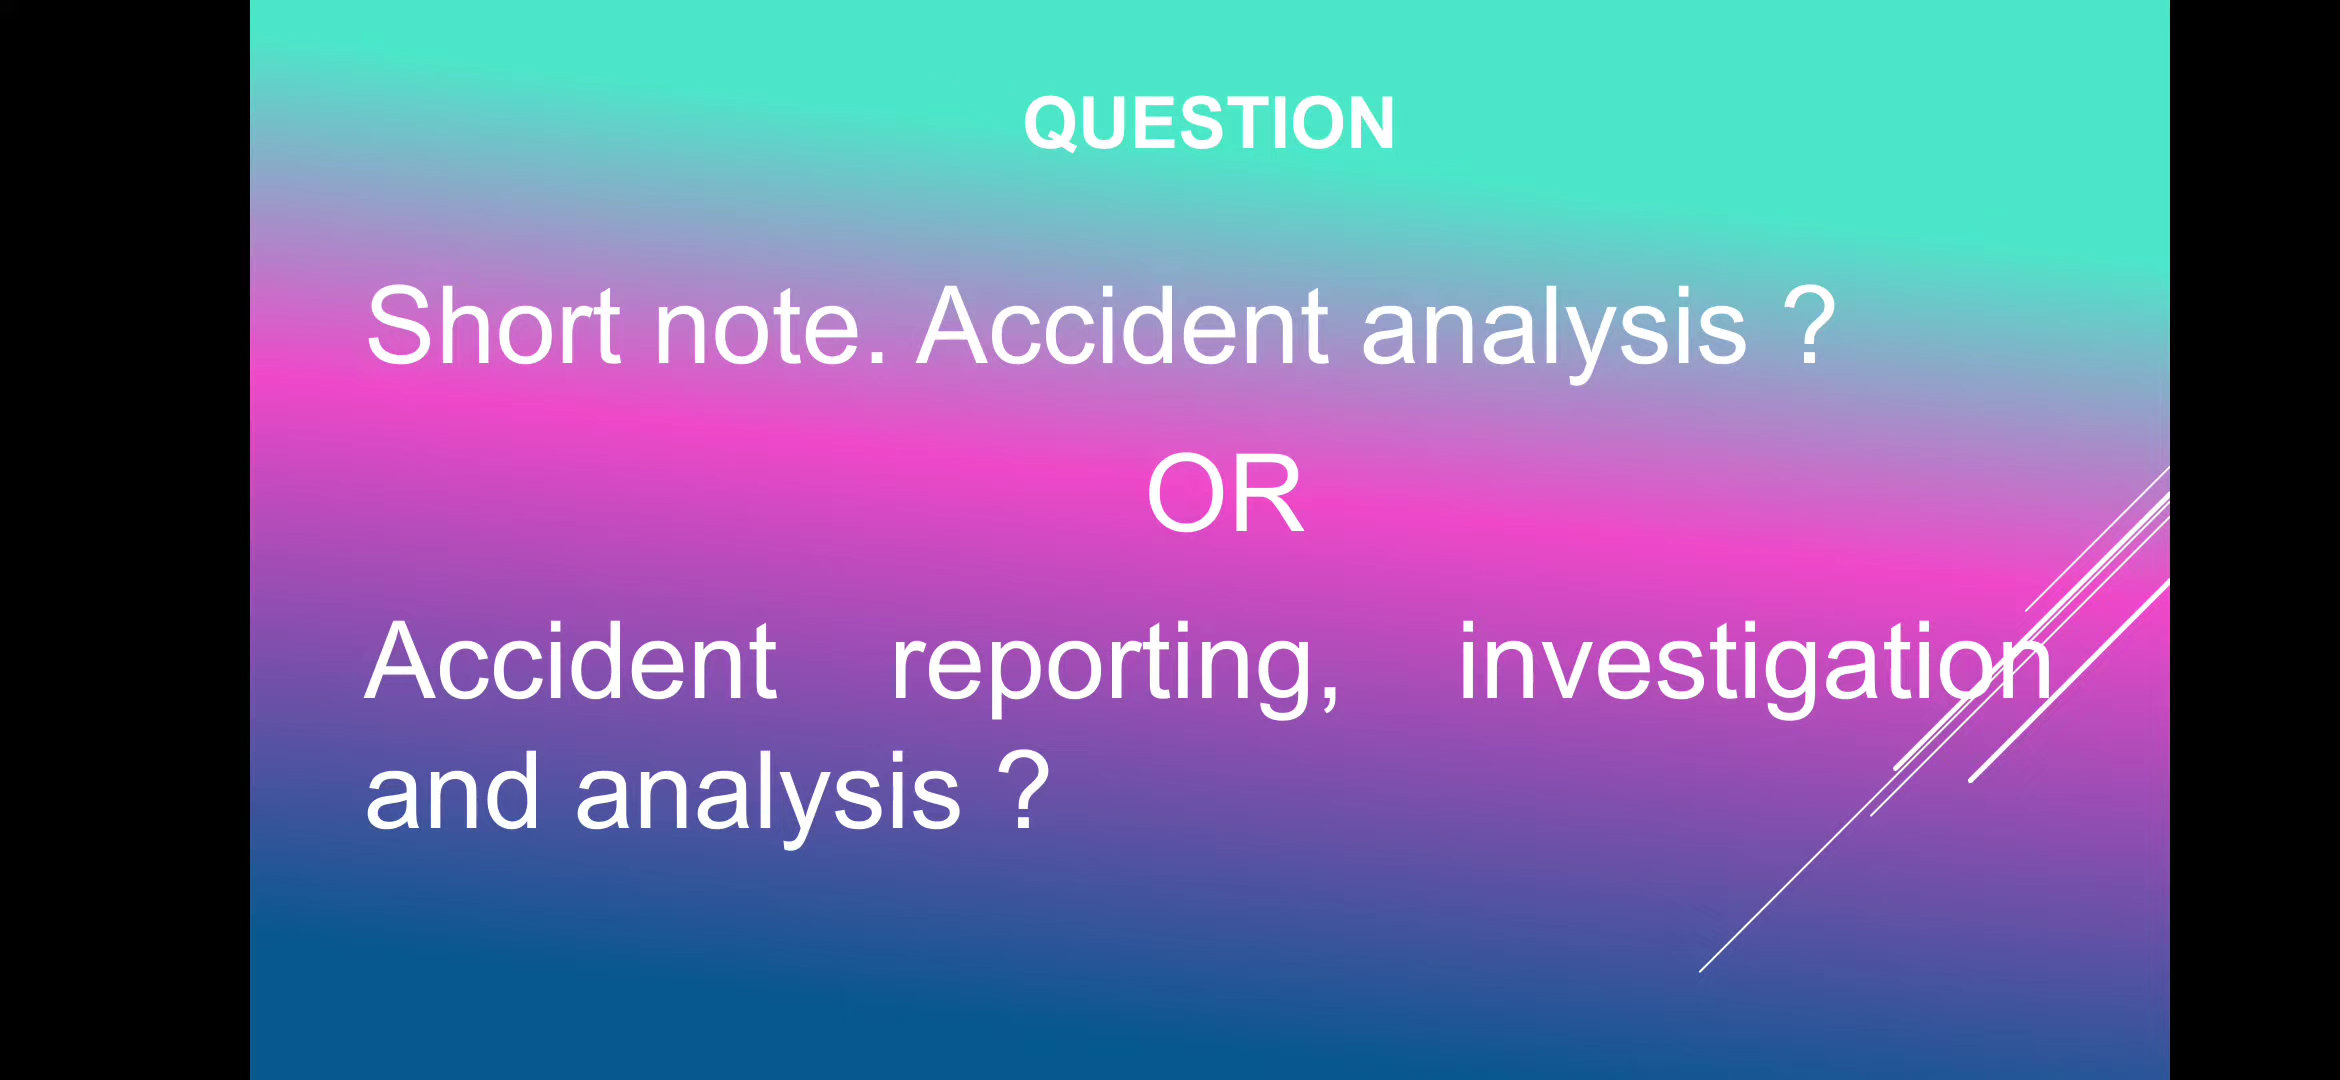 QUESTION
Short note. Accident analysis ?
OR
Accident reporting, investigation
and analysis ?